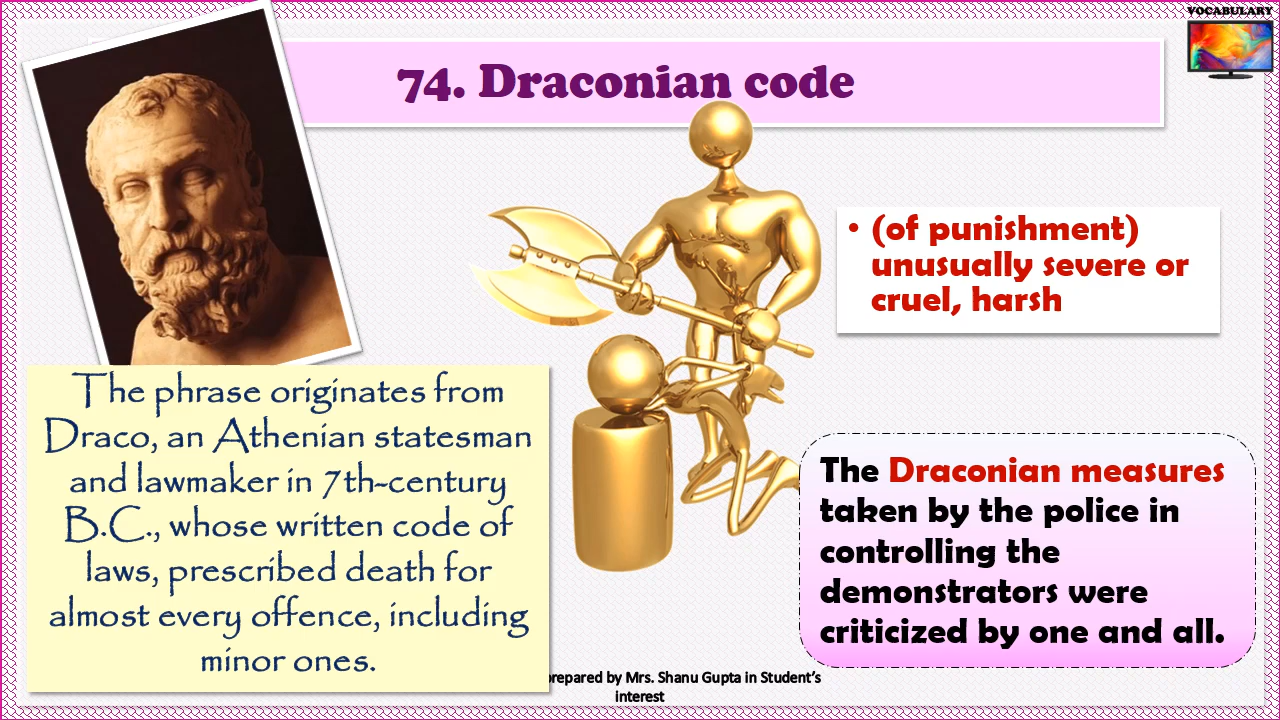 VOCABULARY
74. Draconian code
• (of punishment)
unusually severe or
cruel, harsh
The phrase originates from
Draco, an Athenian statesman
and lawmaker in 7th-century
B.C., whose written code of
laws, prescribed death for
almost every offence, including
minor ones.
The Draconian measures
taken by the police in
controlling the
demonstrators were
criticized by one and all.
prepared by Mrs. Shanu Gupta in Student's
interest